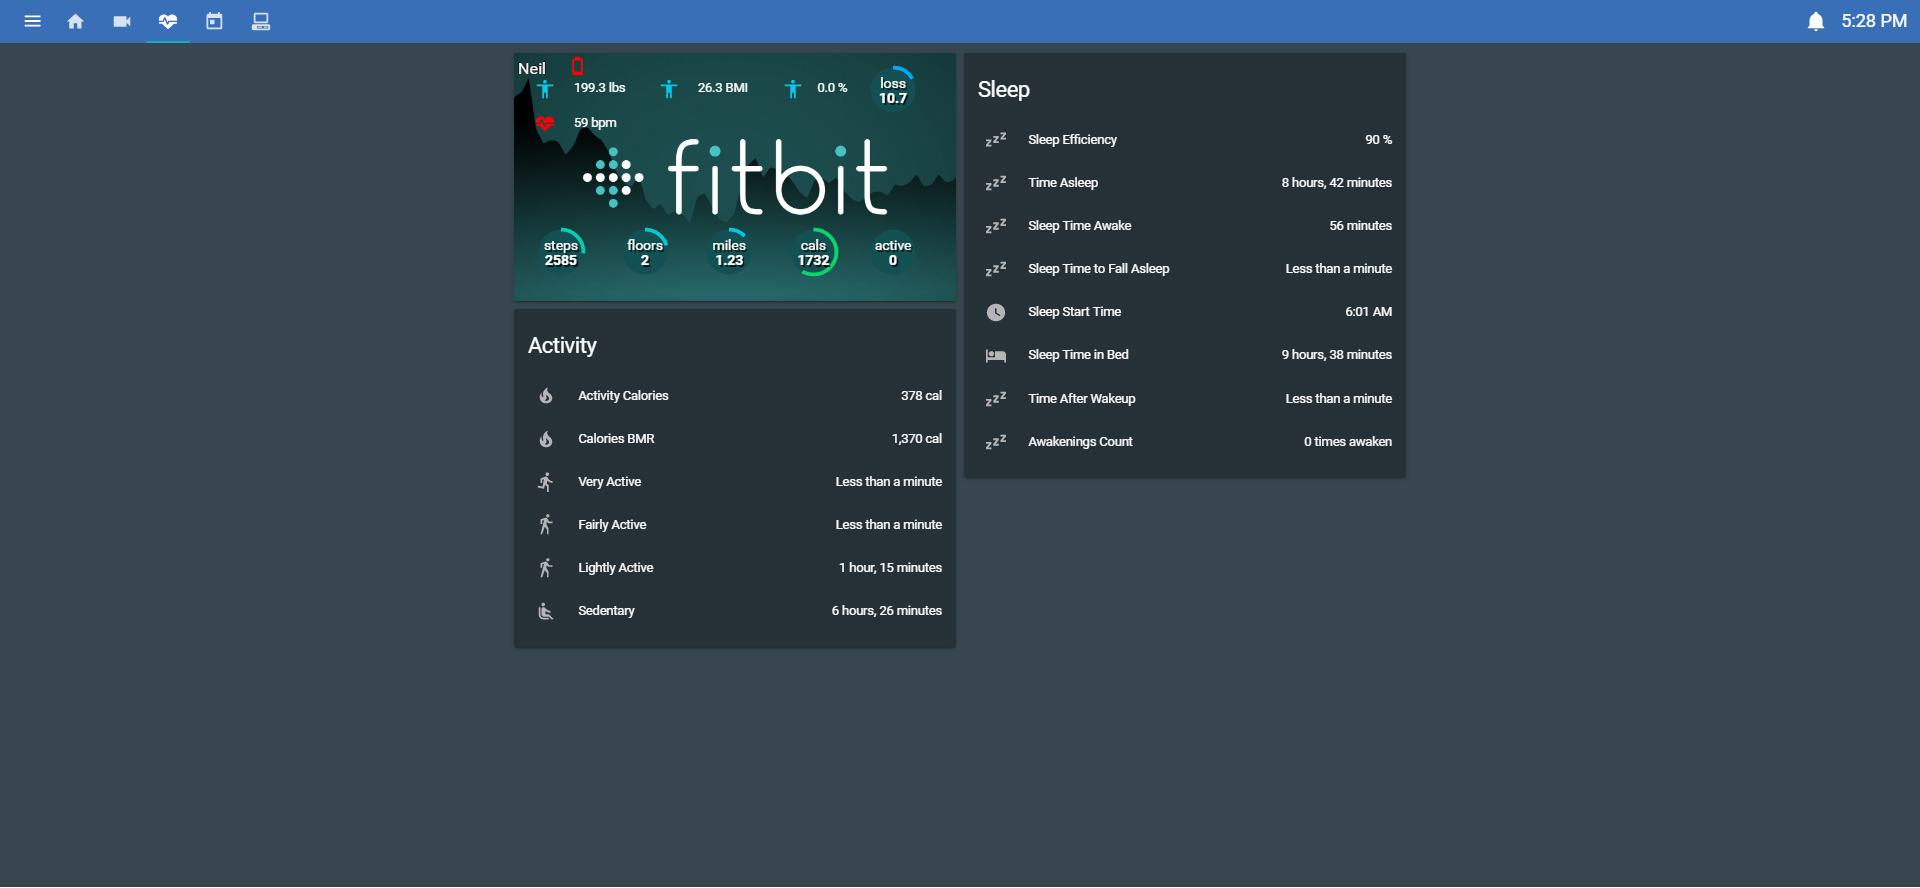 5:28 PM
Neil
199.3 lbs
26.3 BMI
0.0 %
loss
10.7
59 bpm
fitbit
steps
2585
floors
2
miles
1.23
cals
1732
active
0
Activity
Activity Calories 378 cal
Calories BMR 1,370 cal
Very Active Less than a minute
Fairly Active Less than a minute
Lightly Active 1 hour, 15 minutes
Sedentary 6 hours, 26 minutes
Sleep
Sleep Efficiency 90 %
Time Asleep 8 hours, 42 minutes
Sleep Time Awake 56 minutes
Sleep Time to Fall Asleep Less than a minute
Sleep Start Time 6:01 AM
Sleep Time in Bed 9 hours, 38 minutes
Time After Wakeup Less than a minute
Awakenings Count 0 times awaken